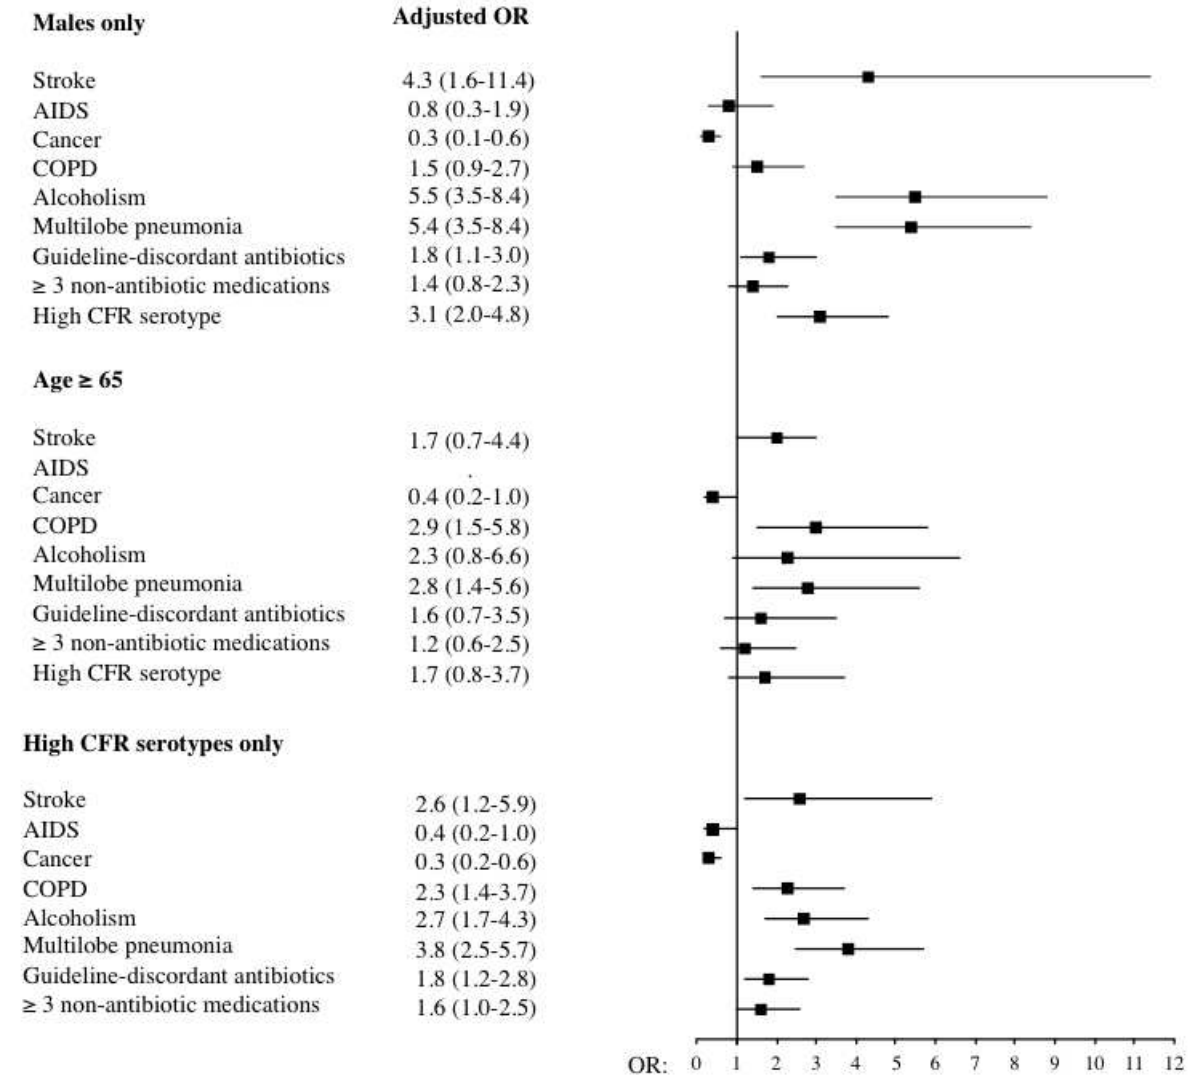 Males only Adjusted OR
Stroke 4.3 (1.6-11.4)
AIDS 0.8 (0.3-1.9)
Cancer 0.3 (0.1-0.6)
COPD 1.5 (0.9-2.7)
Alcoholism 5.5 (3.5-8.4)
Multilobe pneumonia 5.4 (3.5-8.4)
Guideline-discordant antibiotics 1.8 (1.1-3.0)
≥ 3 non-antibiotic medications 1.4 (0.8-2.3)
High CFR serotype 3.1 (2.0-4.8)
Age ≥ 65
Stroke 1.7 (0.7-4.4)
AIDS .
Cancer 0.4 (0.2-1.0)
COPD 2.9 (1.5-5.8)
Alcoholism 2.3 (0.8-6.6)
Multilobe pneumonia 2.8 (1.4-5.6)
Guideline-discordant antibiotics 1.6 (0.7-3.5)
≥ 3 non-antibiotic medications 1.2 (0.6-2.5)
High CFR serotype 1.7 (0.8-3.7)
High CFR serotypes only
Stroke 2.6 (1.2-5.9)
AIDS 0.4 (0.2-1.0)
Cancer 0.3 (0.2-0.6)
COPD 2.3 (1.4-3.7)
Alcoholism 2.7 (1.7-4.3)
Multilobe pneumonia 3.8 (2.5-5.7)
Guideline-discordant antibiotics 1.8 (1.2-2.8)
≥ 3 non-antibiotic medications 1.6 (1.0-2.5)
OR: 0 1 2 3 4 5 6 7 8 9 10 11 12